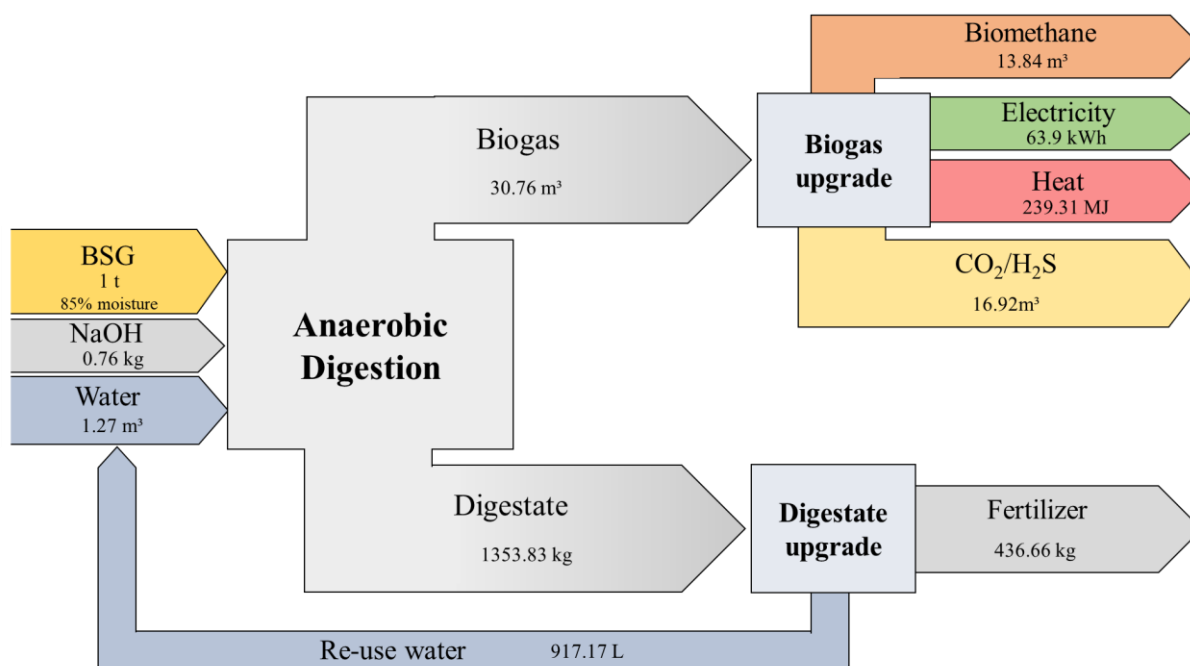 Biomethane
13.84 m³
Electricity
63.9 kWh
Heat
239.31 MJ
CO₂/H₂S
16.92m³
Biogas
upgrade
Biogas
30.76 m³
BSG
1 t
85% moisture
NaOH
0.76 kg
Water
1.27 m³
Anaerobic
Digestion
Digestate
1353.83 kg
Digestate
upgrade
Fertilizer
436.66 kg
Re-use water 917.17 L